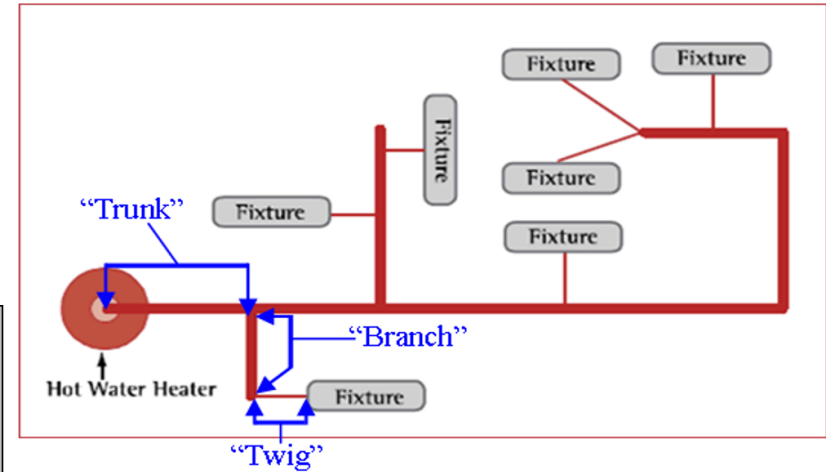 Fixture
Fixture
Fixture
Fixture
“Trunk”
Fixture
Fixture
“Branch”
Hot Water Heater
Fixture
“Twig”